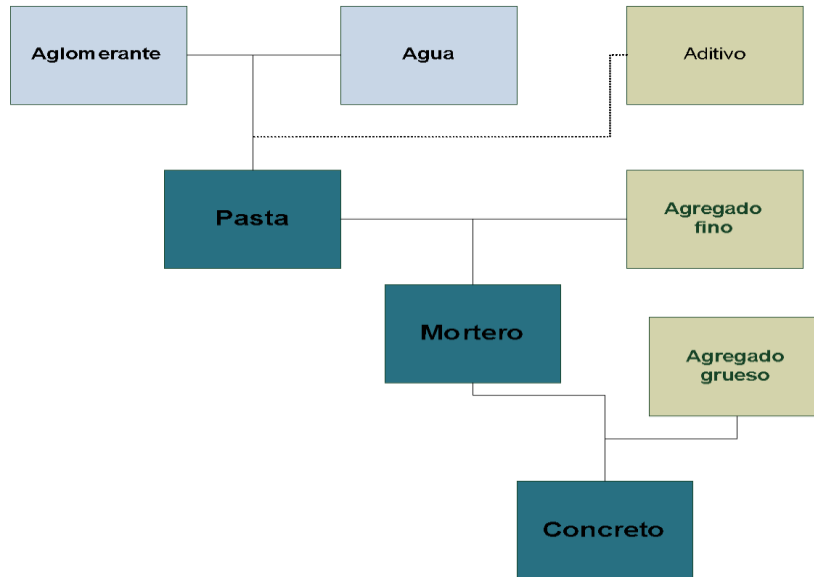 Aglomerante
Agua
Aditivo
Pasta
Agregado
fino
Mortero
Agregado
grueso
Concreto